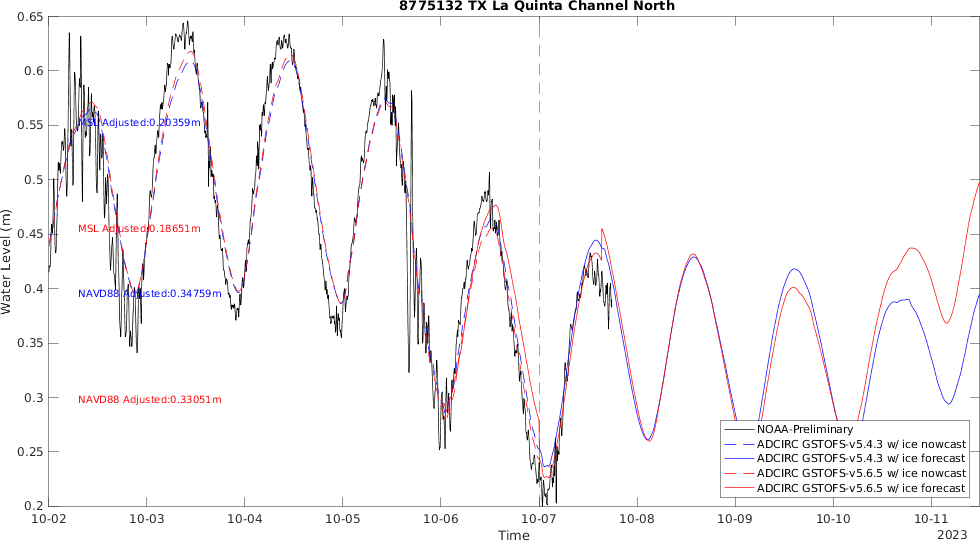 8775132 TX La Quinta Channel North
0.65
0.6
0.55
0.5
0.45
0.4
0.35
0.3
0.25
0.2
Water Level (m)
MSL Adjusted:0.20359m
MSL Adjusted:0.18651m
NAVD88 Adjusted:0.34759m
NAVD88 Adjusted:0.33051m
NOAA-Preliminary
ADCIRC GSTOFS-v5.4.3 w/ ice nowcast
ADCIRC GSTOFS-v5.4.3 w/ ice forecast
ADCIRC GSTOFS-v5.6.5 w/ ice nowcast
ADCIRC GSTOFS-v5.6.5 w/ ice forecast
10-02 10-03 10-04 10-05 10-06 10-07 10-08 10-09 10-10 10-11
Time
2023